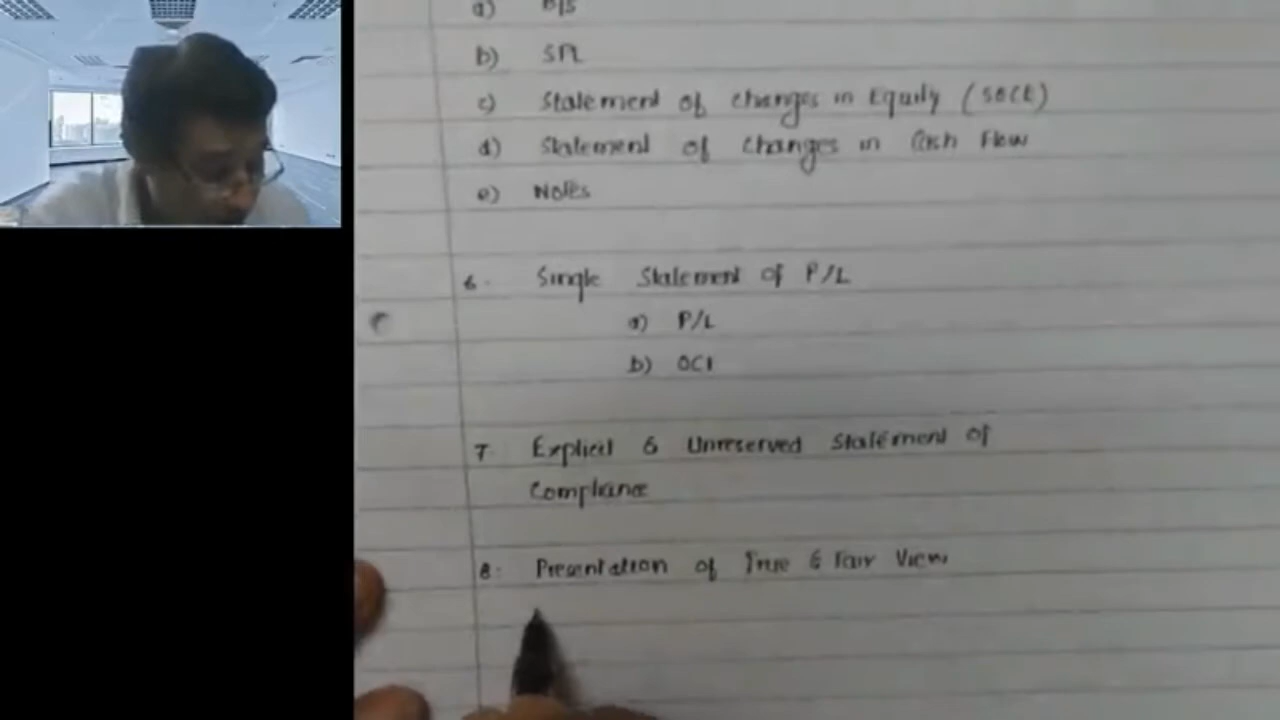 a) B/S
b) SPL
c) Statement of changes in Equity (SOCE)
d) Statement of changes in Cash Flow
e) Notes
6. Single Statement of P/L
a) P/L
b) OCI
7. Explicit & Unreserved Statement of
Compliance
8. Presentation of True & Fair View